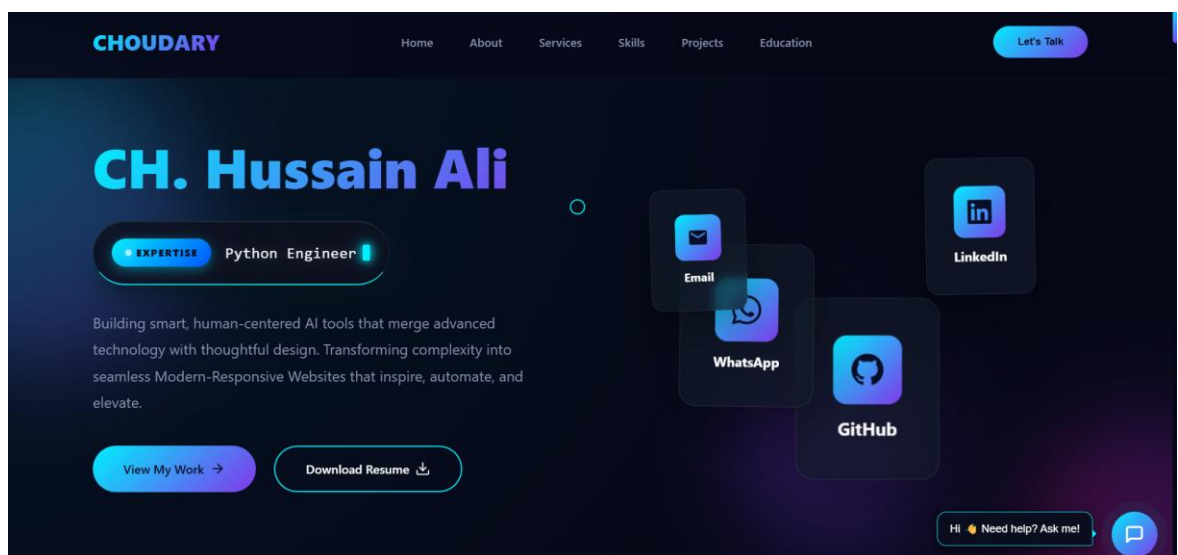 CHOUDARY
Home
About
Services
Skills
Projects
Education
Let's Talk
CH. Hussain Ali
EXPERTISE
Python Engineer
Building smart, human-centered AI tools that merge advanced
technology with thoughtful design. Transforming complexity into
seamless Modern-Responsive Websites that inspire, automate, and
elevate.
View My Work →
Download Resume
Email
WhatsApp
GitHub
LinkedIn
Hi 👋 Need help? Ask me!